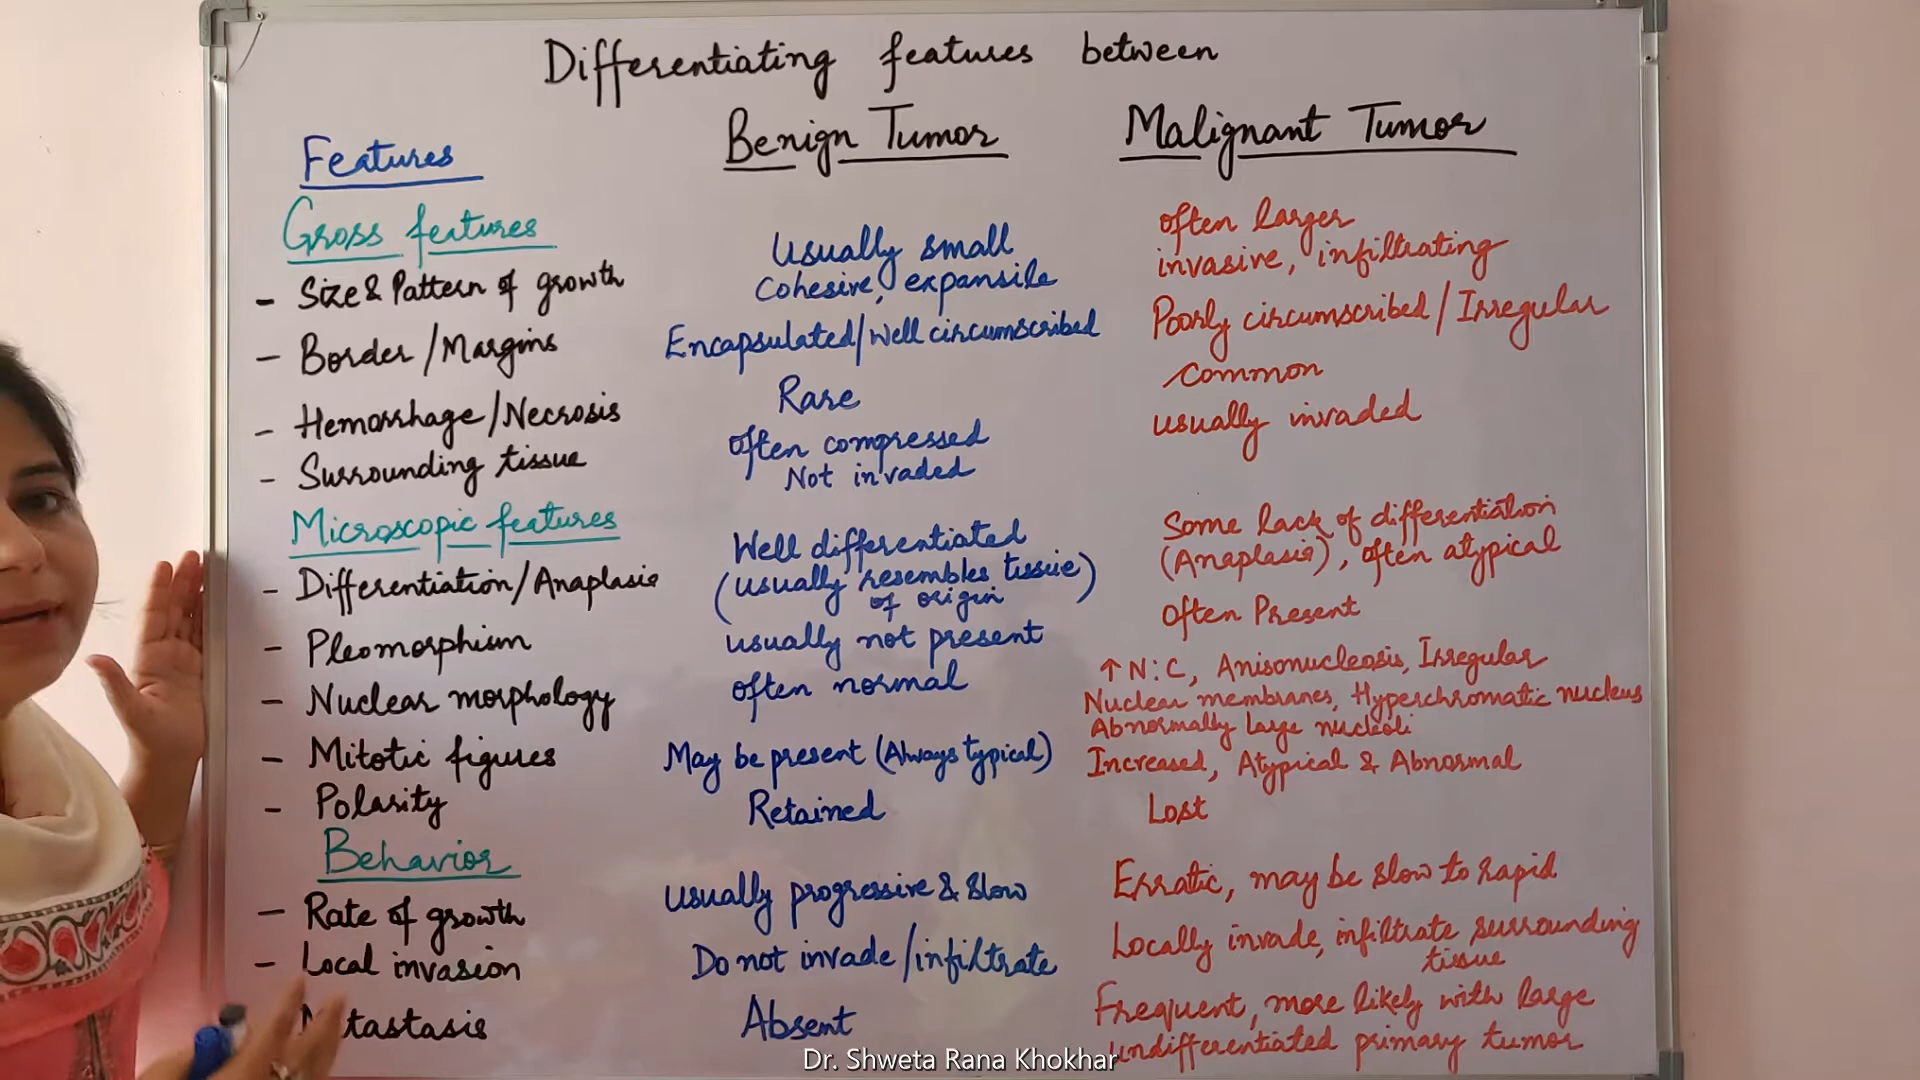 Differentiating features between
Features Benign Tumor Malignant Tumor
Gross features
- Size & Pattern of growth
Usually small
Cohesive, expansile
often larger
invasive, infiltrating
- Border / Margins
Encapsulated / Well circumscribed
Poorly circumscribed / Irregular
- Hemorrhage / Necrosis
Rare
common
- Surrounding tissue
often compressed
Not invaded
usually invaded
Microscopic features
- Differentiation / Anaplasia
Well differentiated
(usually resembles tissue
of origin)
Some lack of differentiation
(Anaplasia), often atypical
- Pleomorphism
usually not present
often Present
- Nuclear morphology
often normal
↑ N:C, Anisonucleosis, Irregular
Nuclear membranes, Hyperchromatic nucleus
Abnormally large nucleoli
- Mitotic figures
May be present (Always typical)
Increased, Atypical & Abnormal
- Polarity
Retained
Lost
Behavior
- Rate of growth
Usually progressive & slow
Erratic, may be slow to rapid
- Local invasion
Do not invade / infiltrate
Locally invade, infiltrate surrounding
tissue
Metastasis
Absent
Frequent, more likely with large
undifferentiated primary tumor
Dr. Shweta Rana Khokhar